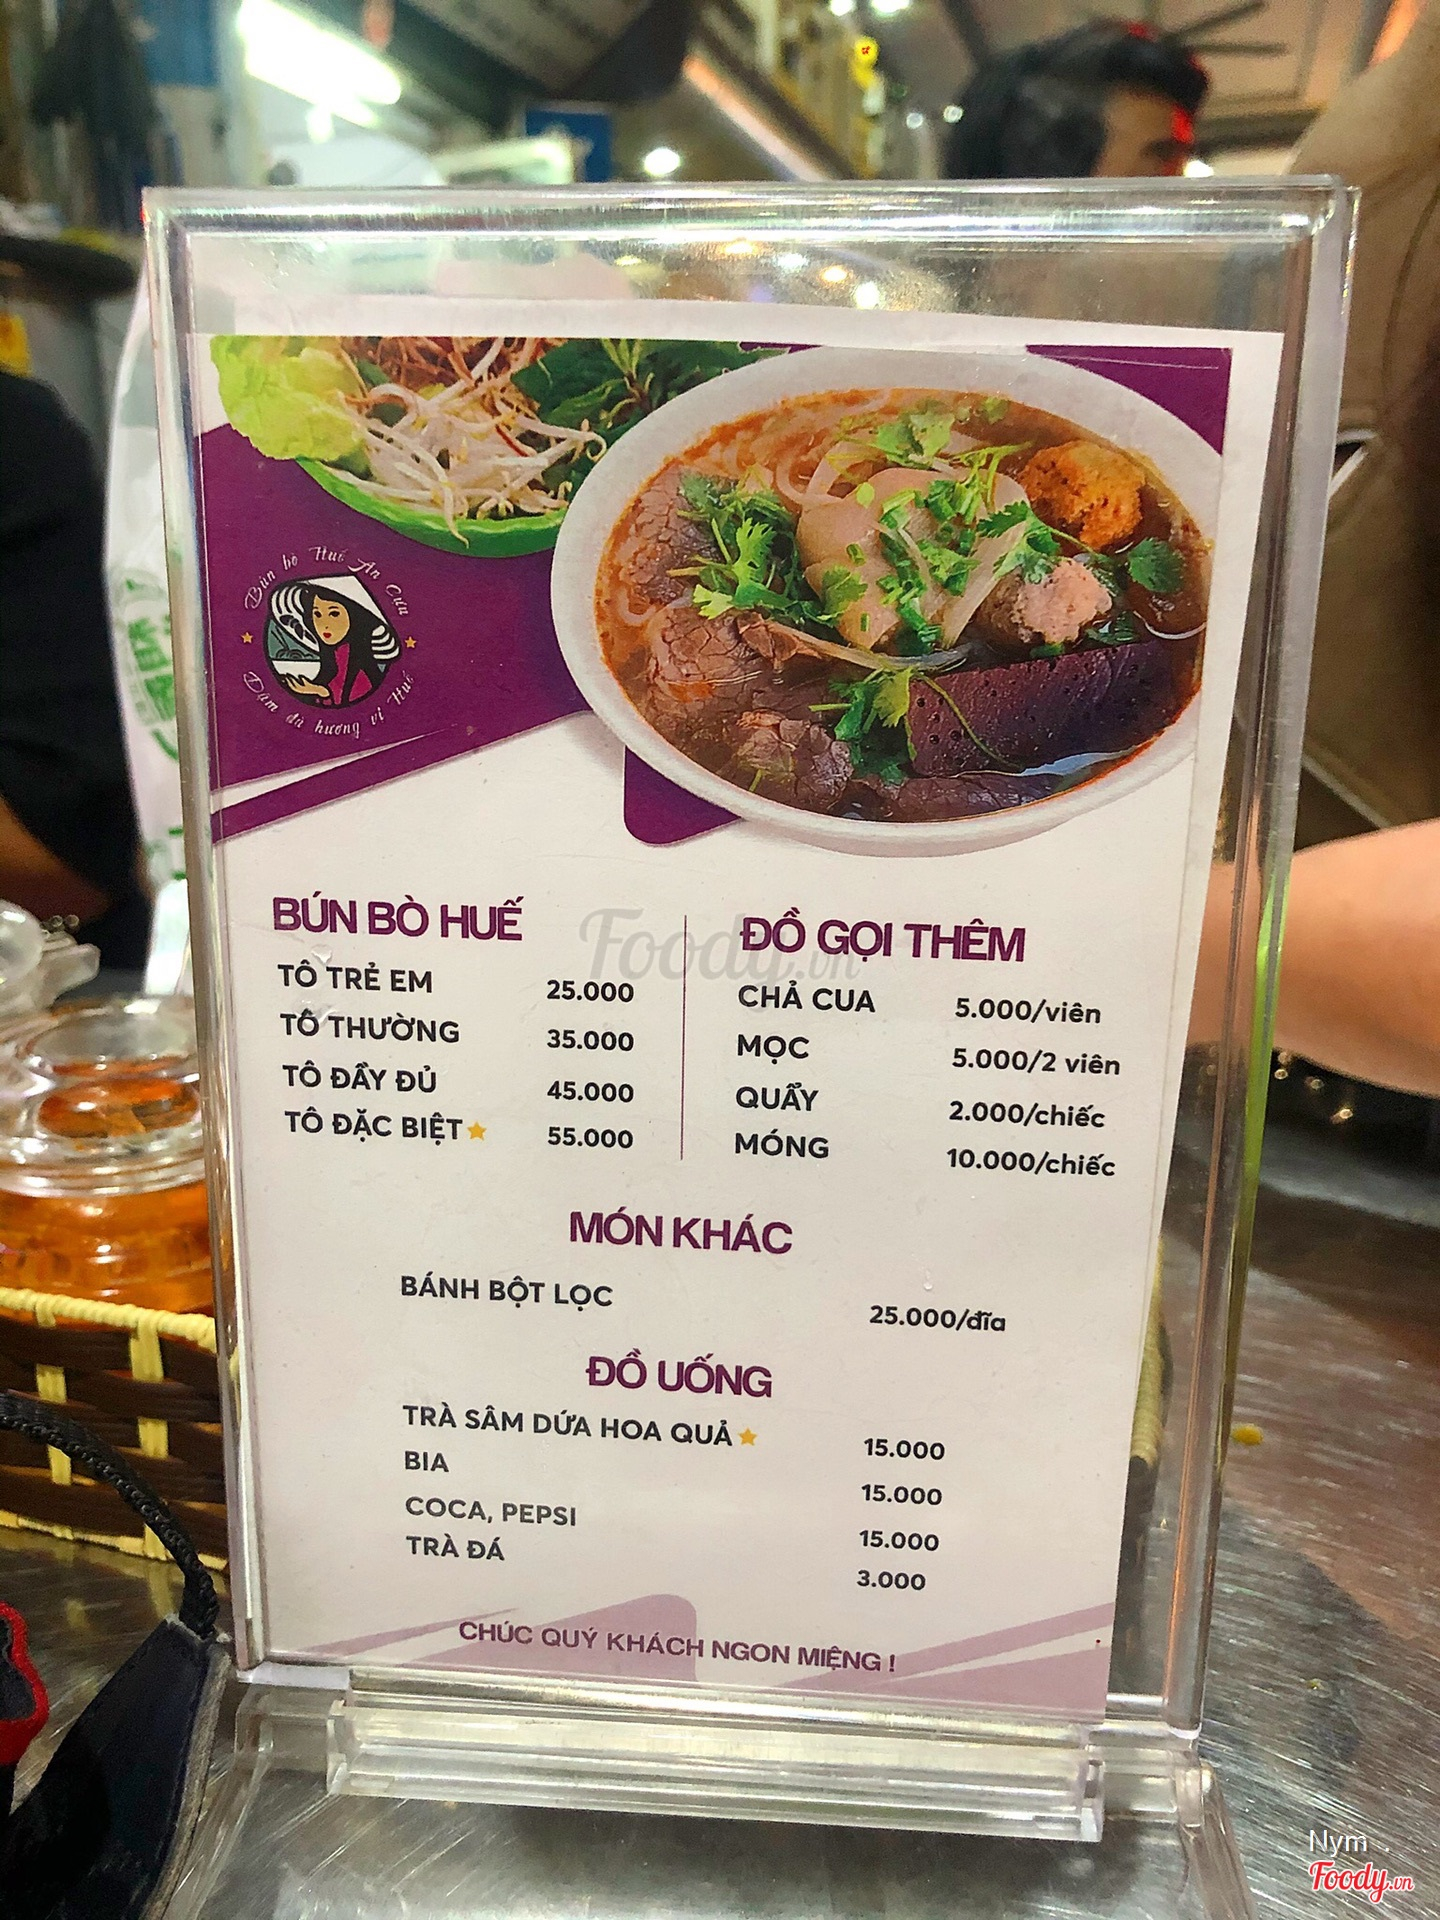 Bún bò Huế An Cựu
Đậm đà hương vị Huế
BÚN BÒ HUẾ
TÔ TRẺ EM 25.000
TÔ THƯỜNG 35.000
TÔ ĐẦY ĐỦ 45.000
TÔ ĐẶC BIỆT 55.000
ĐỒ GỌI THÊM
CHẢ CUA 5.000/viên
MỌC 5.000/2 viên
QUẨY 2.000/chiếc
MÓNG 10.000/chiếc
Foody.vn
MÓN KHÁC
BÁNH BỘT LỌC 25.000/đĩa
ĐỒ UỐNG
TRÀ SÂM DỨA HOA QUẢ 15.000
BIA 15.000
COCA, PEPSI 15.000
TRÀ ĐÁ 3.000
CHÚC QUÝ KHÁCH NGON MIỆNG !
Nym .
Foody.vn